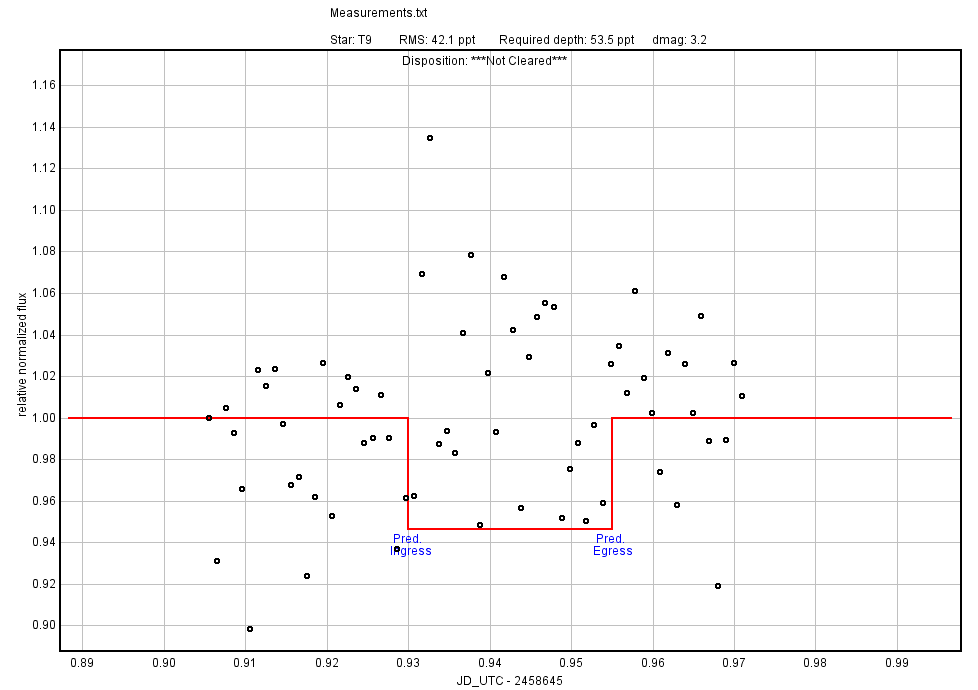 Measurements.txt
Star: T9 RMS: 42.1 ppt Required depth: 53.5 ppt dmag: 3.2
Disposition: ***Not Cleared***
1.16
1.14
1.12
1.10
1.08
1.06
1.04
1.02
1.00
0.98
0.96
0.94
0.92
0.90
relative normalized flux
Pred.
Ingress
Pred.
Egress
0.89 0.90 0.91 0.92 0.93 0.94 0.95 0.96 0.97 0.98 0.99
JD_UTC - 2458645